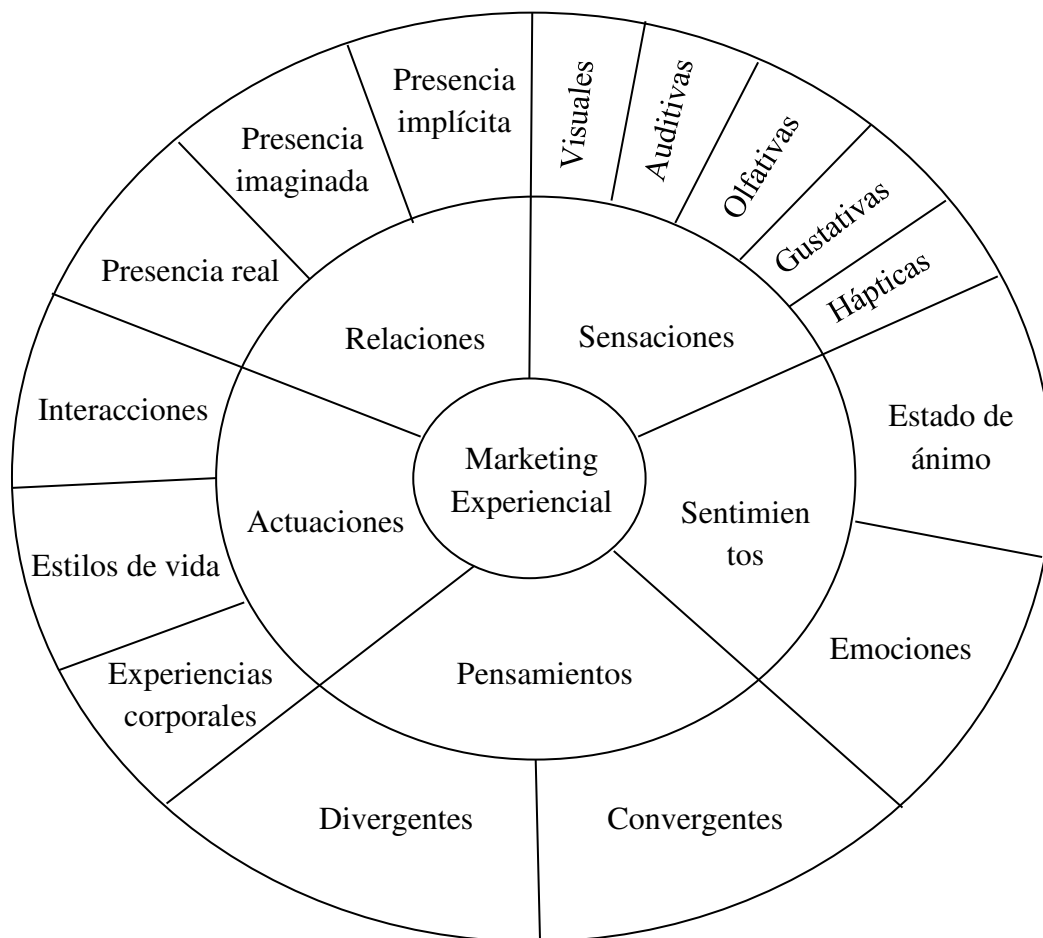 Presencia
implícita
Visuales
Auditivas
Olfativas
Gustativas
Hápticas
Presencia
imaginada
Presencia real
Relaciones
Sensaciones
Interacciones
Estado de
ánimo
Marketing
Experiencial
Actuaciones
Sentimien
tos
Estilos de vida
Emociones
Experiencias
corporales
Pensamientos
Divergentes
Convergentes